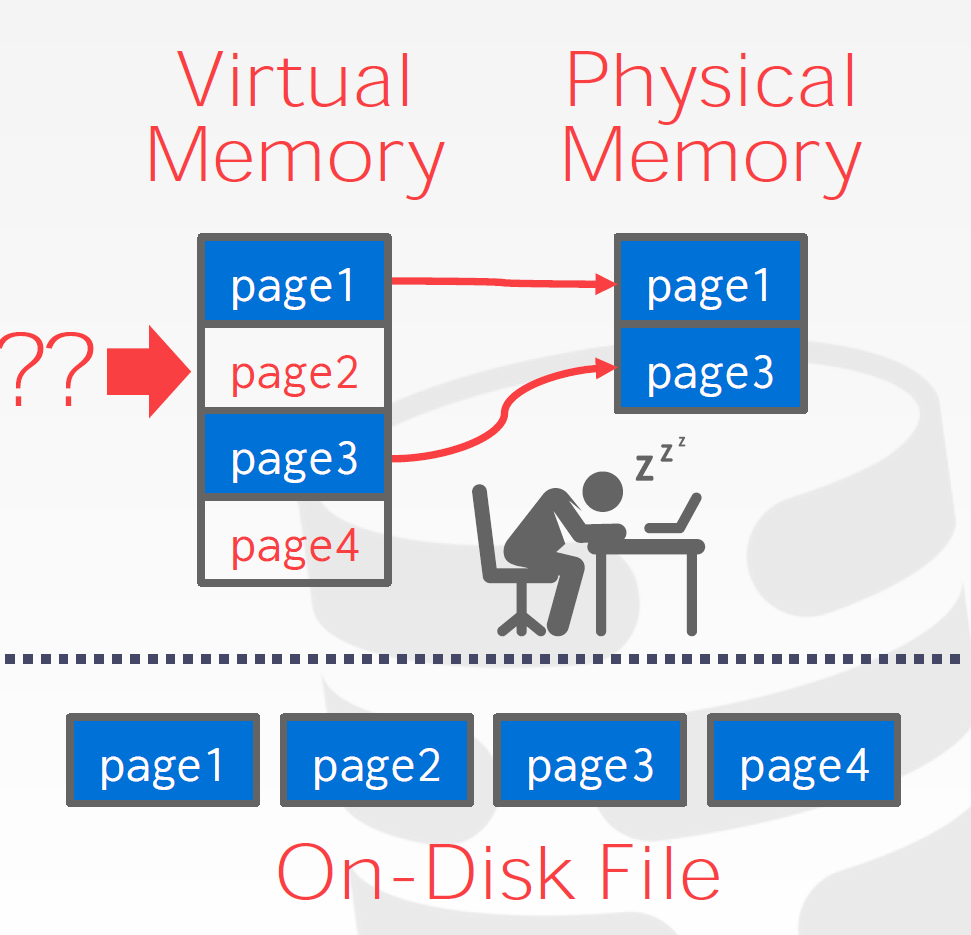 Virtual
Memory
Physical
Memory
page1
page2
page3
page4
page1
page3
??
z z z
page1 page2 page3 page4
On-Disk File